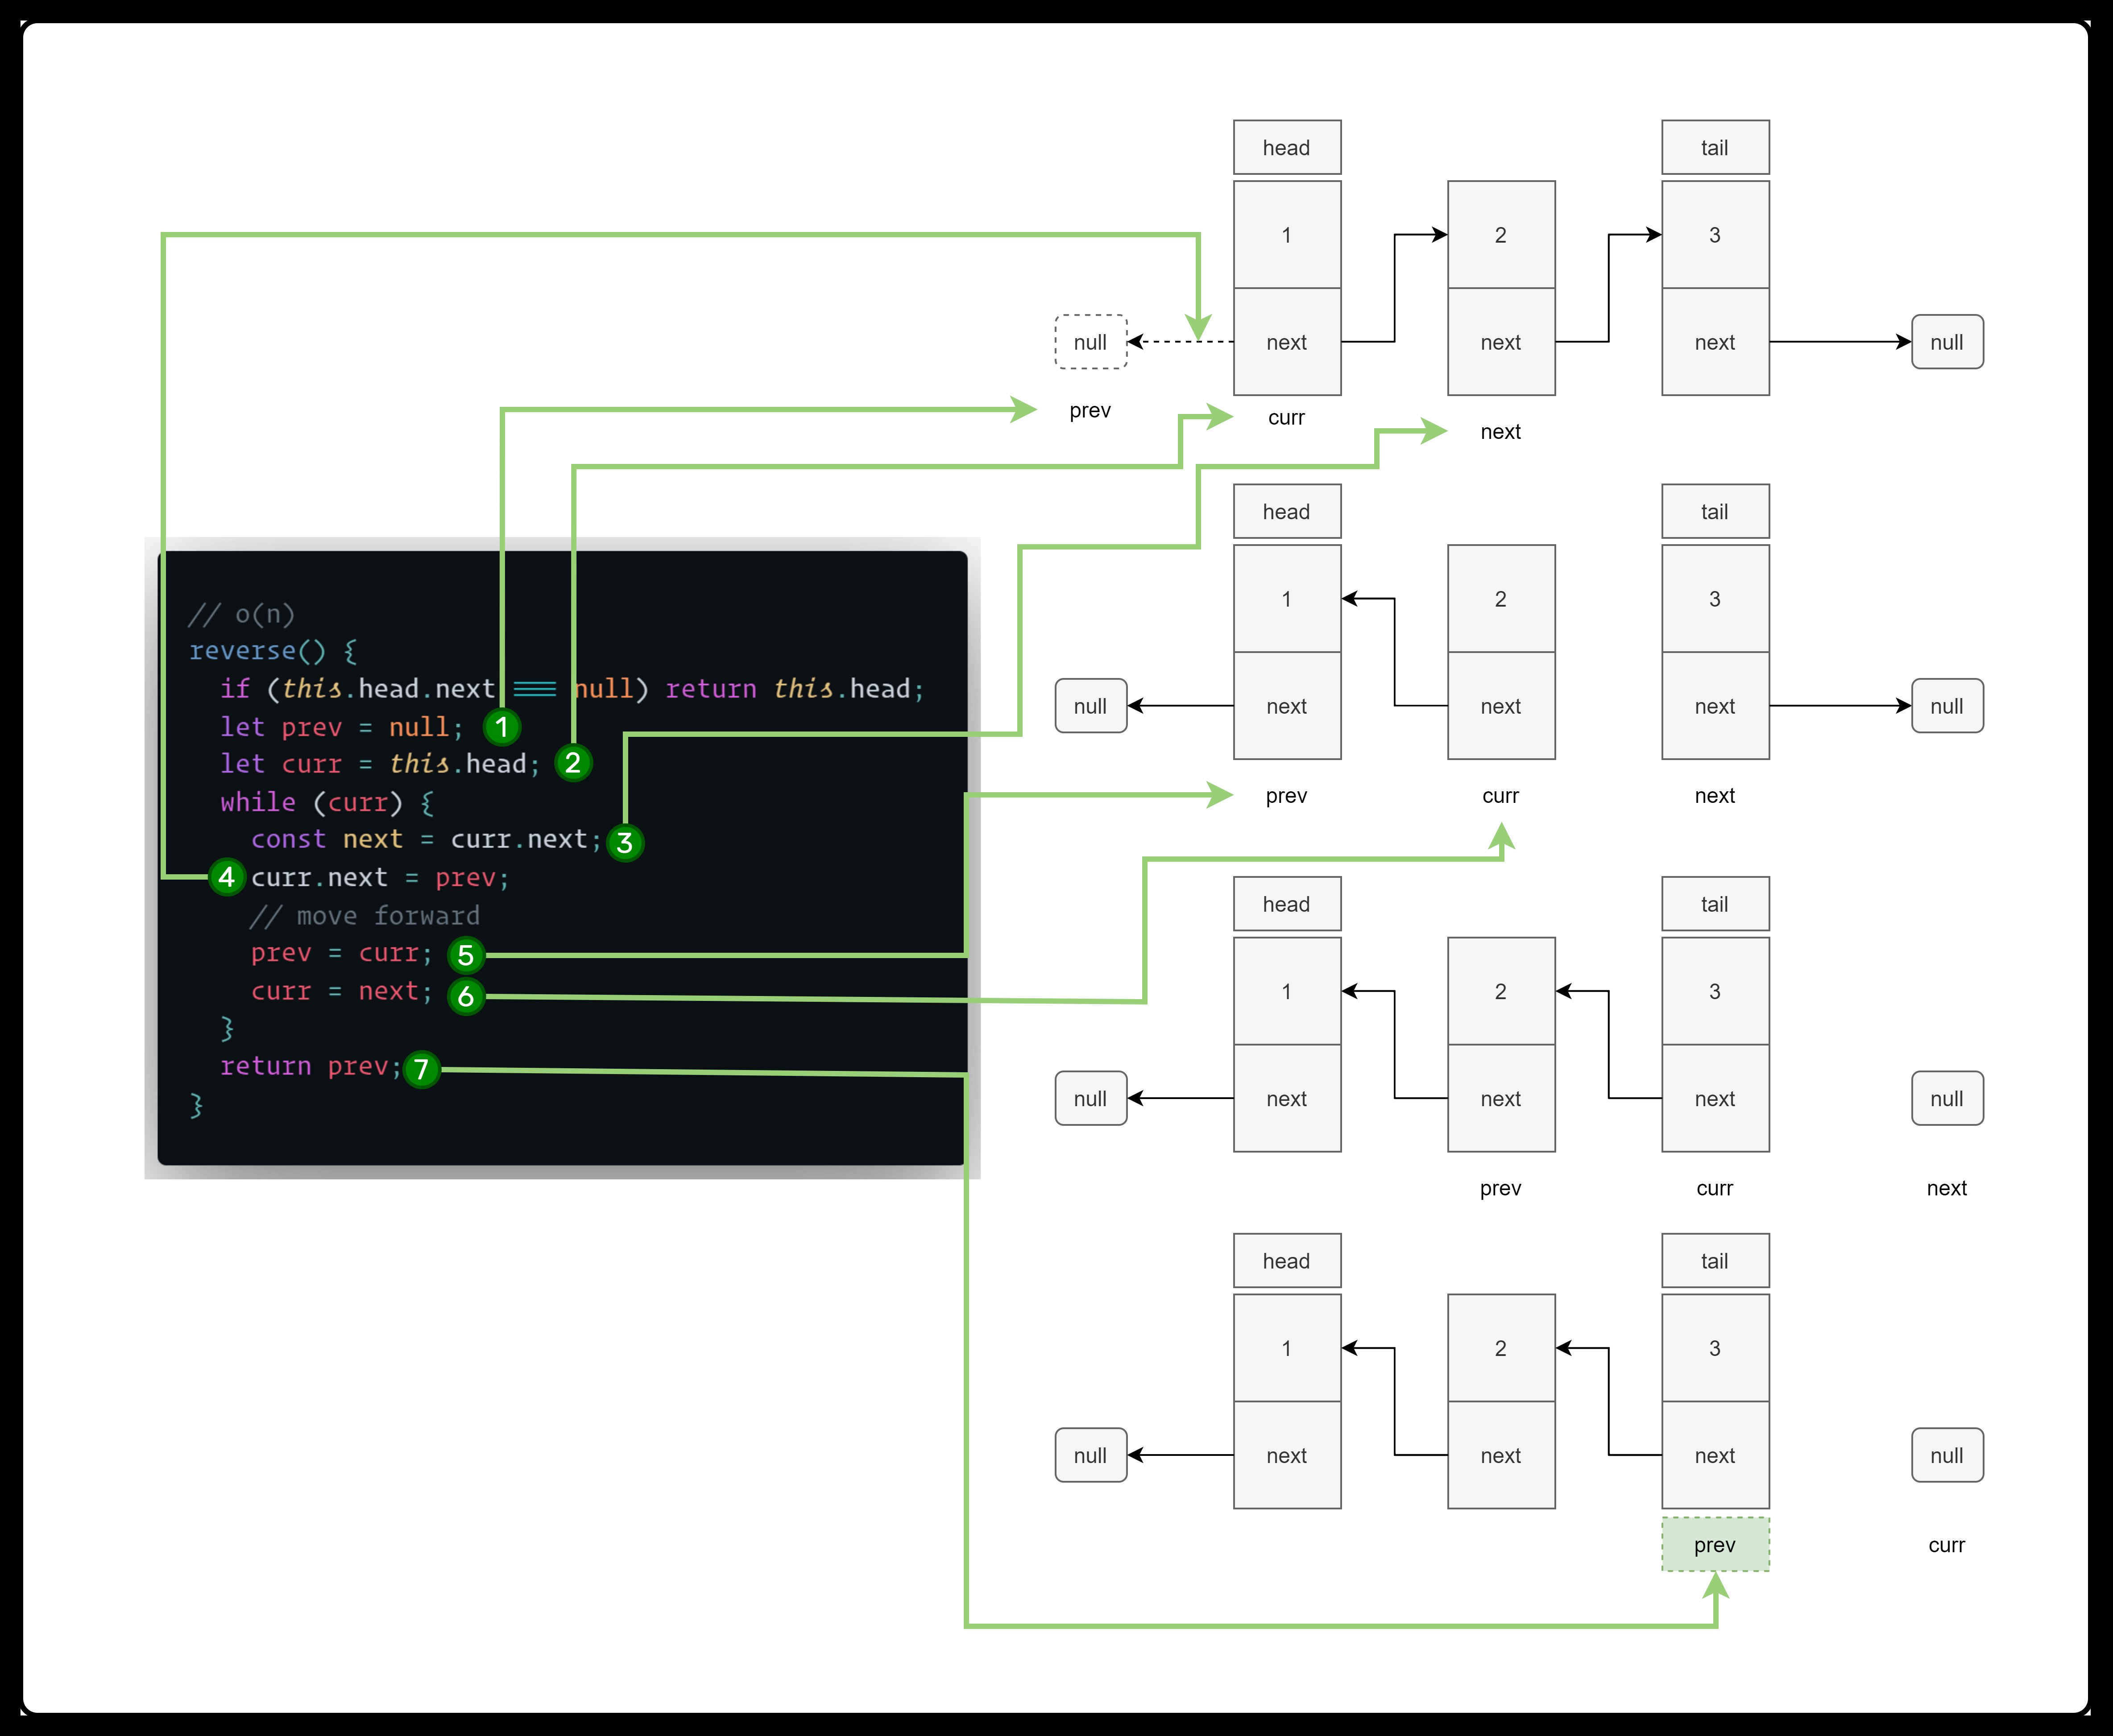 // o(n)
reverse() {
if (this.head.next === null) return this.head;
let prev = null; 1
let curr = this.head; 2
while (curr) {
const next = curr.next; 3
4 curr.next = prev;
// move forward
prev = curr; 5
curr = next; 6
}
return prev; 7
}
head tail
1 2 3
null next next next null
prev curr next
head tail
1 2 3
null next next next null
prev curr next
head tail
1 2 3
null next next next null
prev curr next
head tail
1 2 3
null next next next null
prev curr